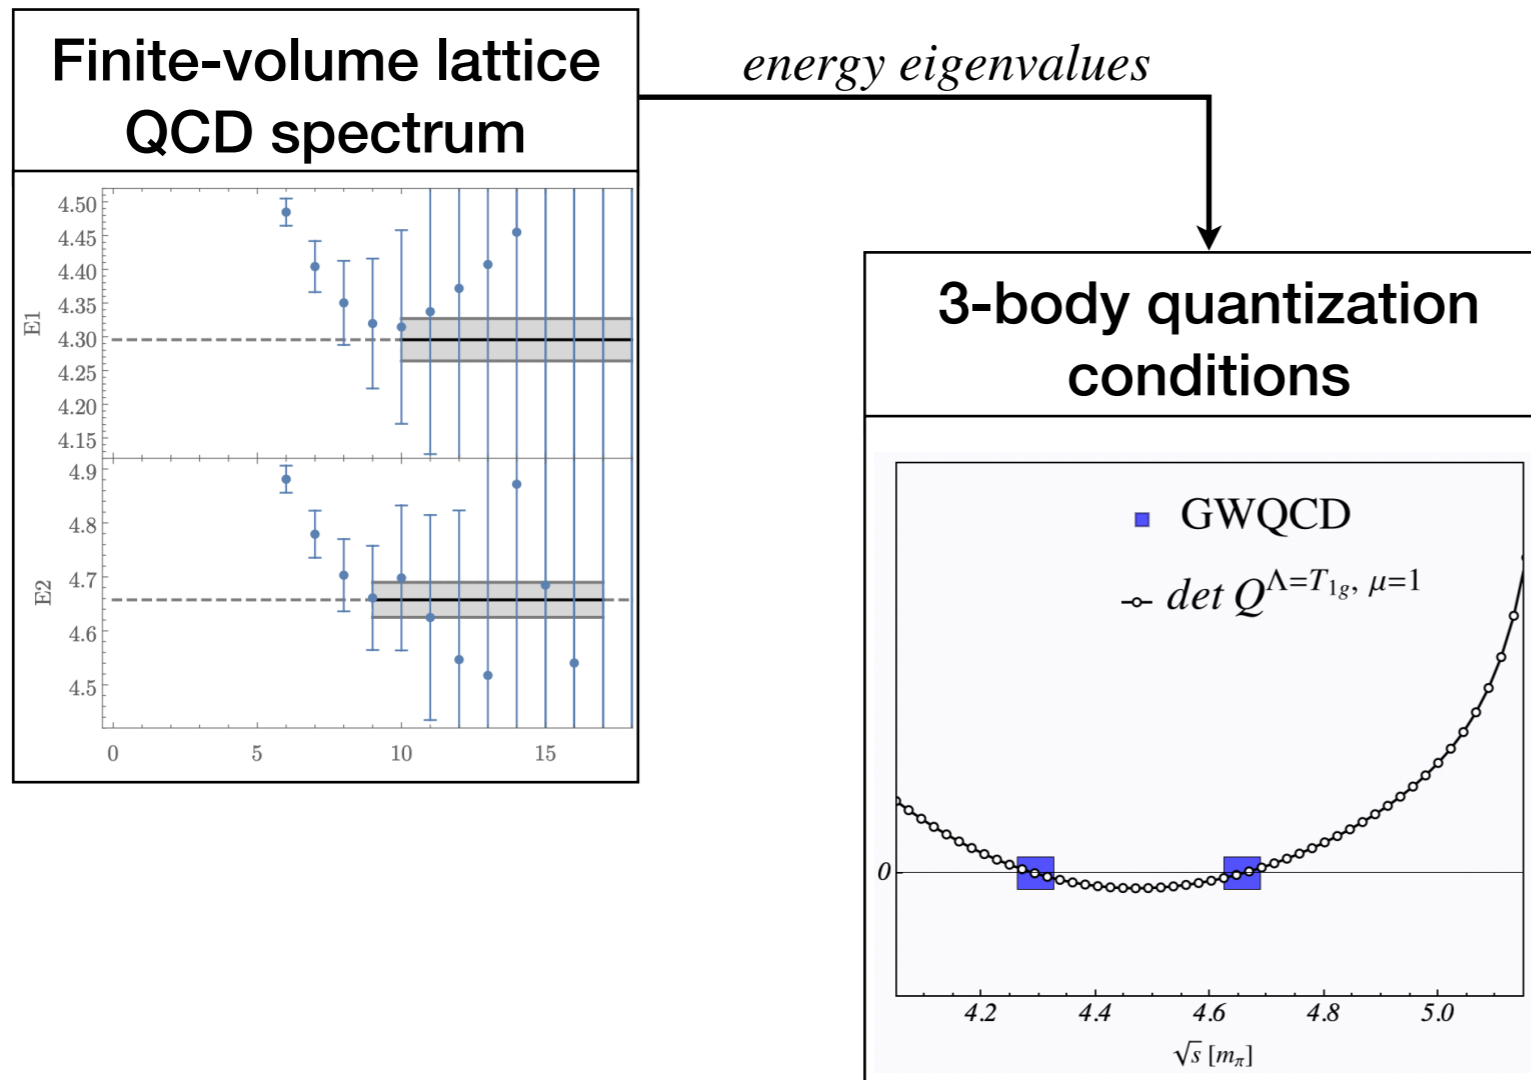 Finite-volume lattice
QCD spectrum
energy eigenvalues
4.50
4.45
4.40
4.35
4.30
4.25
4.20
4.15
E1
4.9
4.8
4.7
4.6
4.5
E2
0 5 10 15
3-body quantization
conditions
GWQCD
det Q^{Λ=T_{1g}, μ=1}
0
4.2 4.4 4.6 4.8 5.0
√s [m_π]